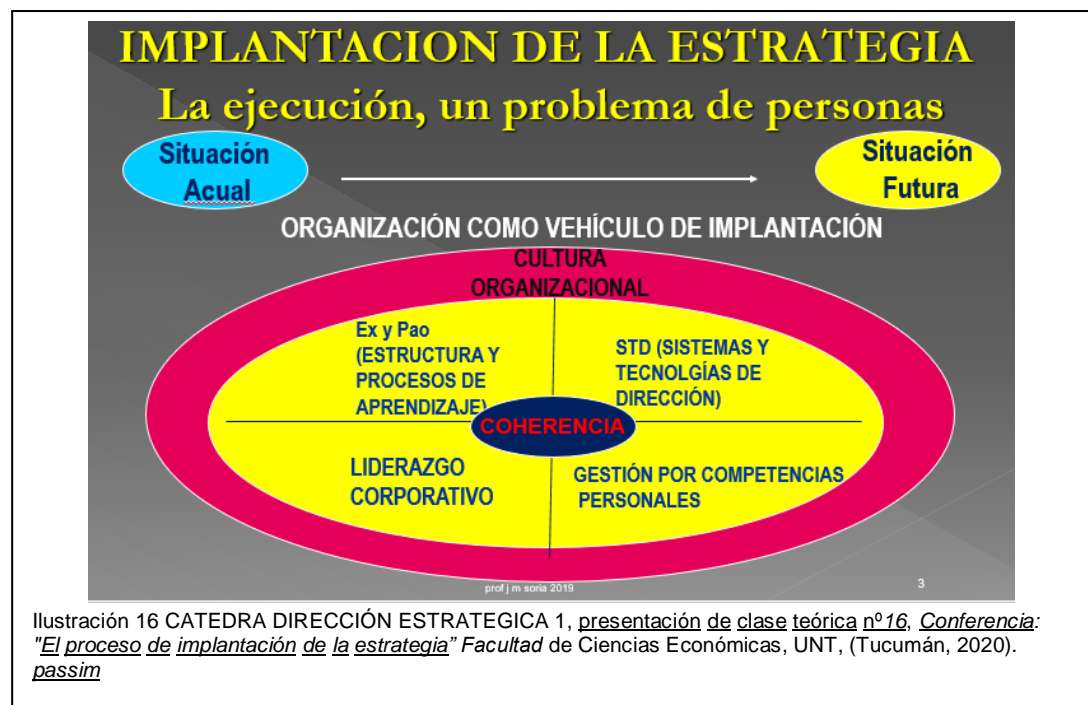 IMPLANTACION DE LA ESTRATEGIA
La ejecución, un problema de personas
Situación
Acual
Situación
Futura
ORGANIZACIÓN COMO VEHÍCULO DE IMPLANTACIÓN
CULTURA
ORGANIZACIONAL
Ex y Pao
(ESTRUCTURA Y
PROCESOS DE
APRENDIZAJE)
STD (SISTEMAS Y
TECNOLGÍAS DE
DIRECCIÓN)
COHERENCIA
LIDERAZGO
CORPORATIVO
GESTIÓN POR COMPETENCIAS
PERSONALES
prof j m soria 2019
3
Ilustración 16 CATEDRA DIRECCIÓN ESTRATEGICA 1, presentación de clase teórica nº16, Conferencia:
"El proceso de implantación de la estrategia” Facultad de Ciencias Económicas, UNT, (Tucumán, 2020).
passim